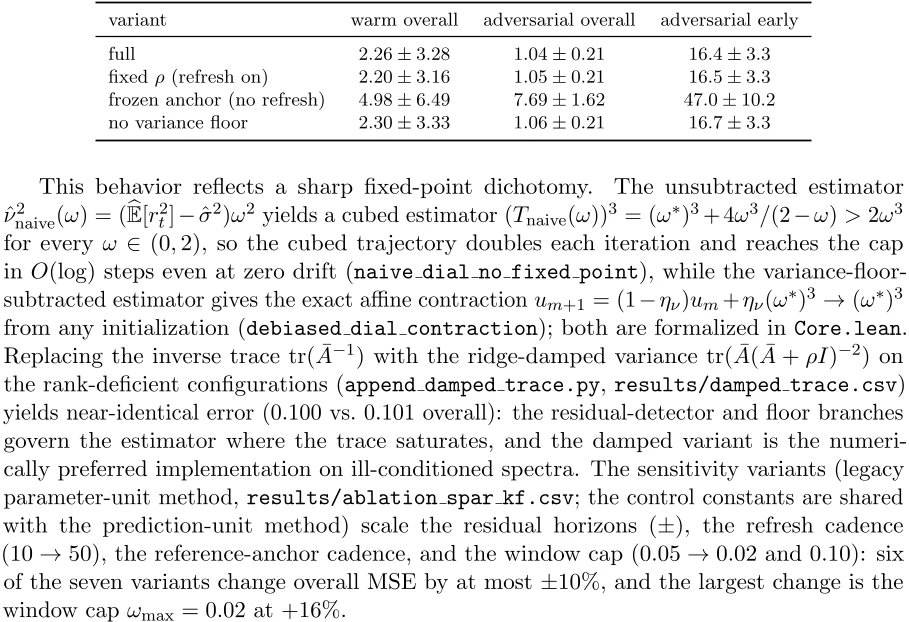 variant warm overall adversarial overall adversarial early
full 2.26 ± 3.28 1.04 ± 0.21 16.4 ± 3.3
fixed ρ (refresh on) 2.20 ± 3.16 1.05 ± 0.21 16.5 ± 3.3
frozen anchor (no refresh) 4.98 ± 6.49 7.69 ± 1.62 47.0 ± 10.2
no variance floor 2.30 ± 3.33 1.06 ± 0.21 16.7 ± 3.3
This behavior reflects a sharp fixed-point dichotomy. The unsubtracted estimator
ν̂²_naive(ω) = (Ê[r_t²] − σ̂²)ω² yields a cubed estimator (T_naive(ω))³ = (ω*)³ + 4ω³/(2 − ω) > 2ω³
for every ω ∈ (0, 2), so the cubed trajectory doubles each iteration and reaches the cap
in O(log) steps even at zero drift (naive_dial_no_fixed_point), while the variance-floor-
subtracted estimator gives the exact affine contraction u_{m+1} = (1 − η_ν)u_m + η_ν(ω*)³ → (ω*)³
from any initialization (debiased_dial_contraction); both are formalized in Core.lean.
Replacing the inverse trace tr(Ā⁻¹) with the ridge-damped variance tr(Ā(Ā + ρI)⁻²) on
the rank-deficient configurations (append_damped_trace.py, results/damped_trace.csv)
yields near-identical error (0.100 vs. 0.101 overall): the residual-detector and floor branches
govern the estimator where the trace saturates, and the damped variant is the numeri-
cally preferred implementation on ill-conditioned spectra. The sensitivity variants (legacy
parameter-unit method, results/ablation_spar_kf.csv; the control constants are shared
with the prediction-unit method) scale the residual horizons (±), the refresh cadence
(10 → 50), the reference-anchor cadence, and the window cap (0.05 → 0.02 and 0.10): six
of the seven variants change overall MSE by at most ±10%, and the largest change is the
window cap ω_max = 0.02 at +16%.